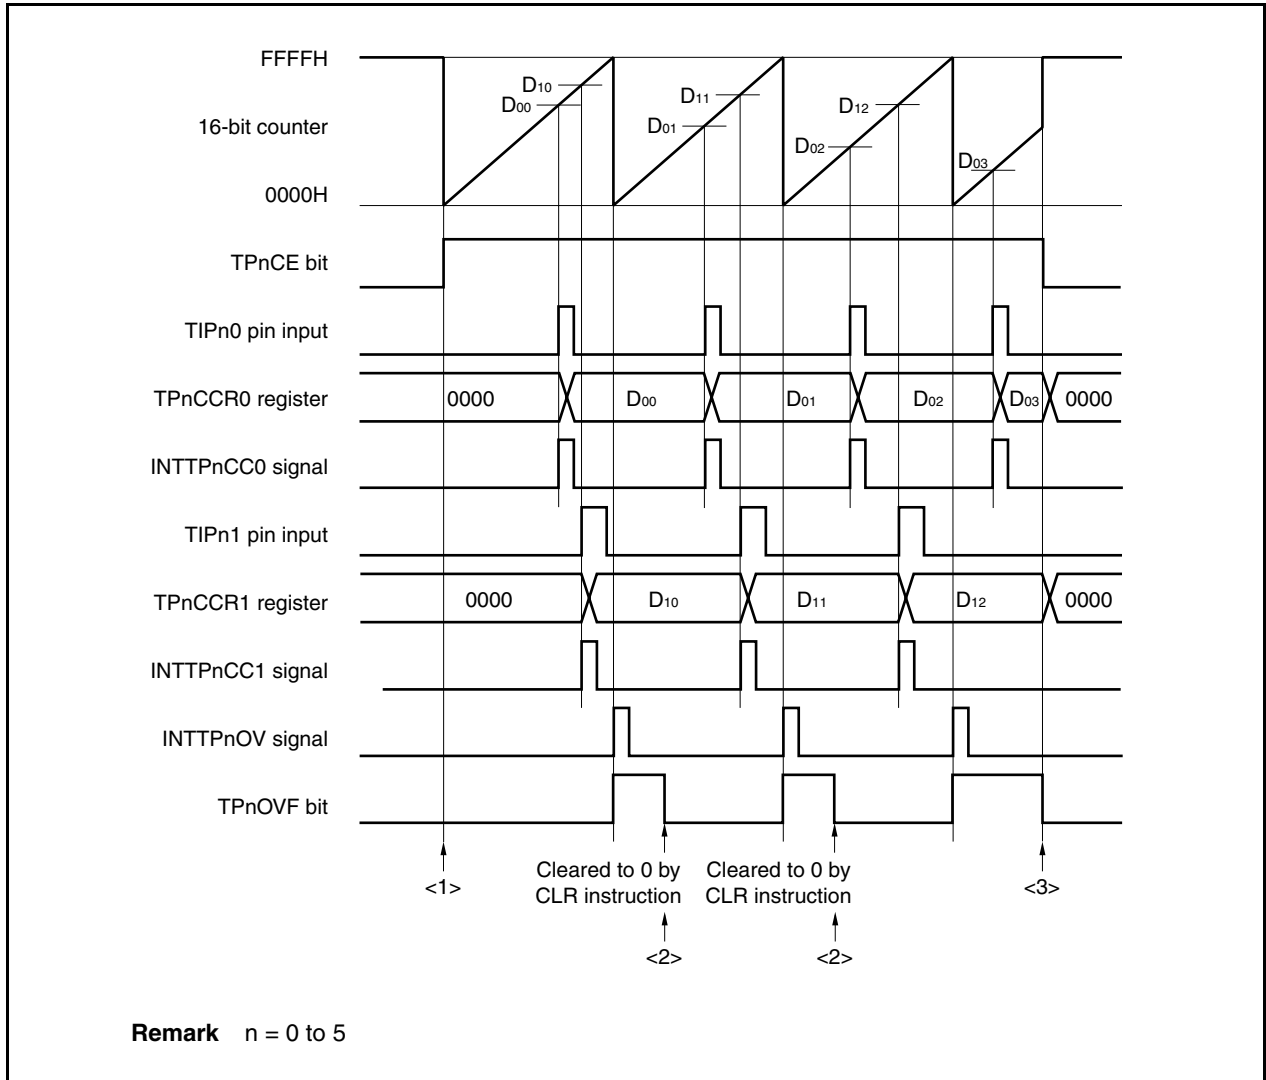 FFFFH
D10
D00
D11
D01
D12
D02
D03
16-bit counter
0000H
TPnCE bit
TIPn0 pin input
TPnCCR0 register
0000
D00
D01
D02
D03
0000
INTTPnCC0 signal
TIPn1 pin input
TPnCCR1 register
0000
D10
D11
D12
0000
INTTPnCC1 signal
INTTPnOV signal
TPnOVF bit
<1>
Cleared to 0 by
CLR instruction
<2>
Cleared to 0 by
CLR instruction
<2>
<3>
Remark n = 0 to 5